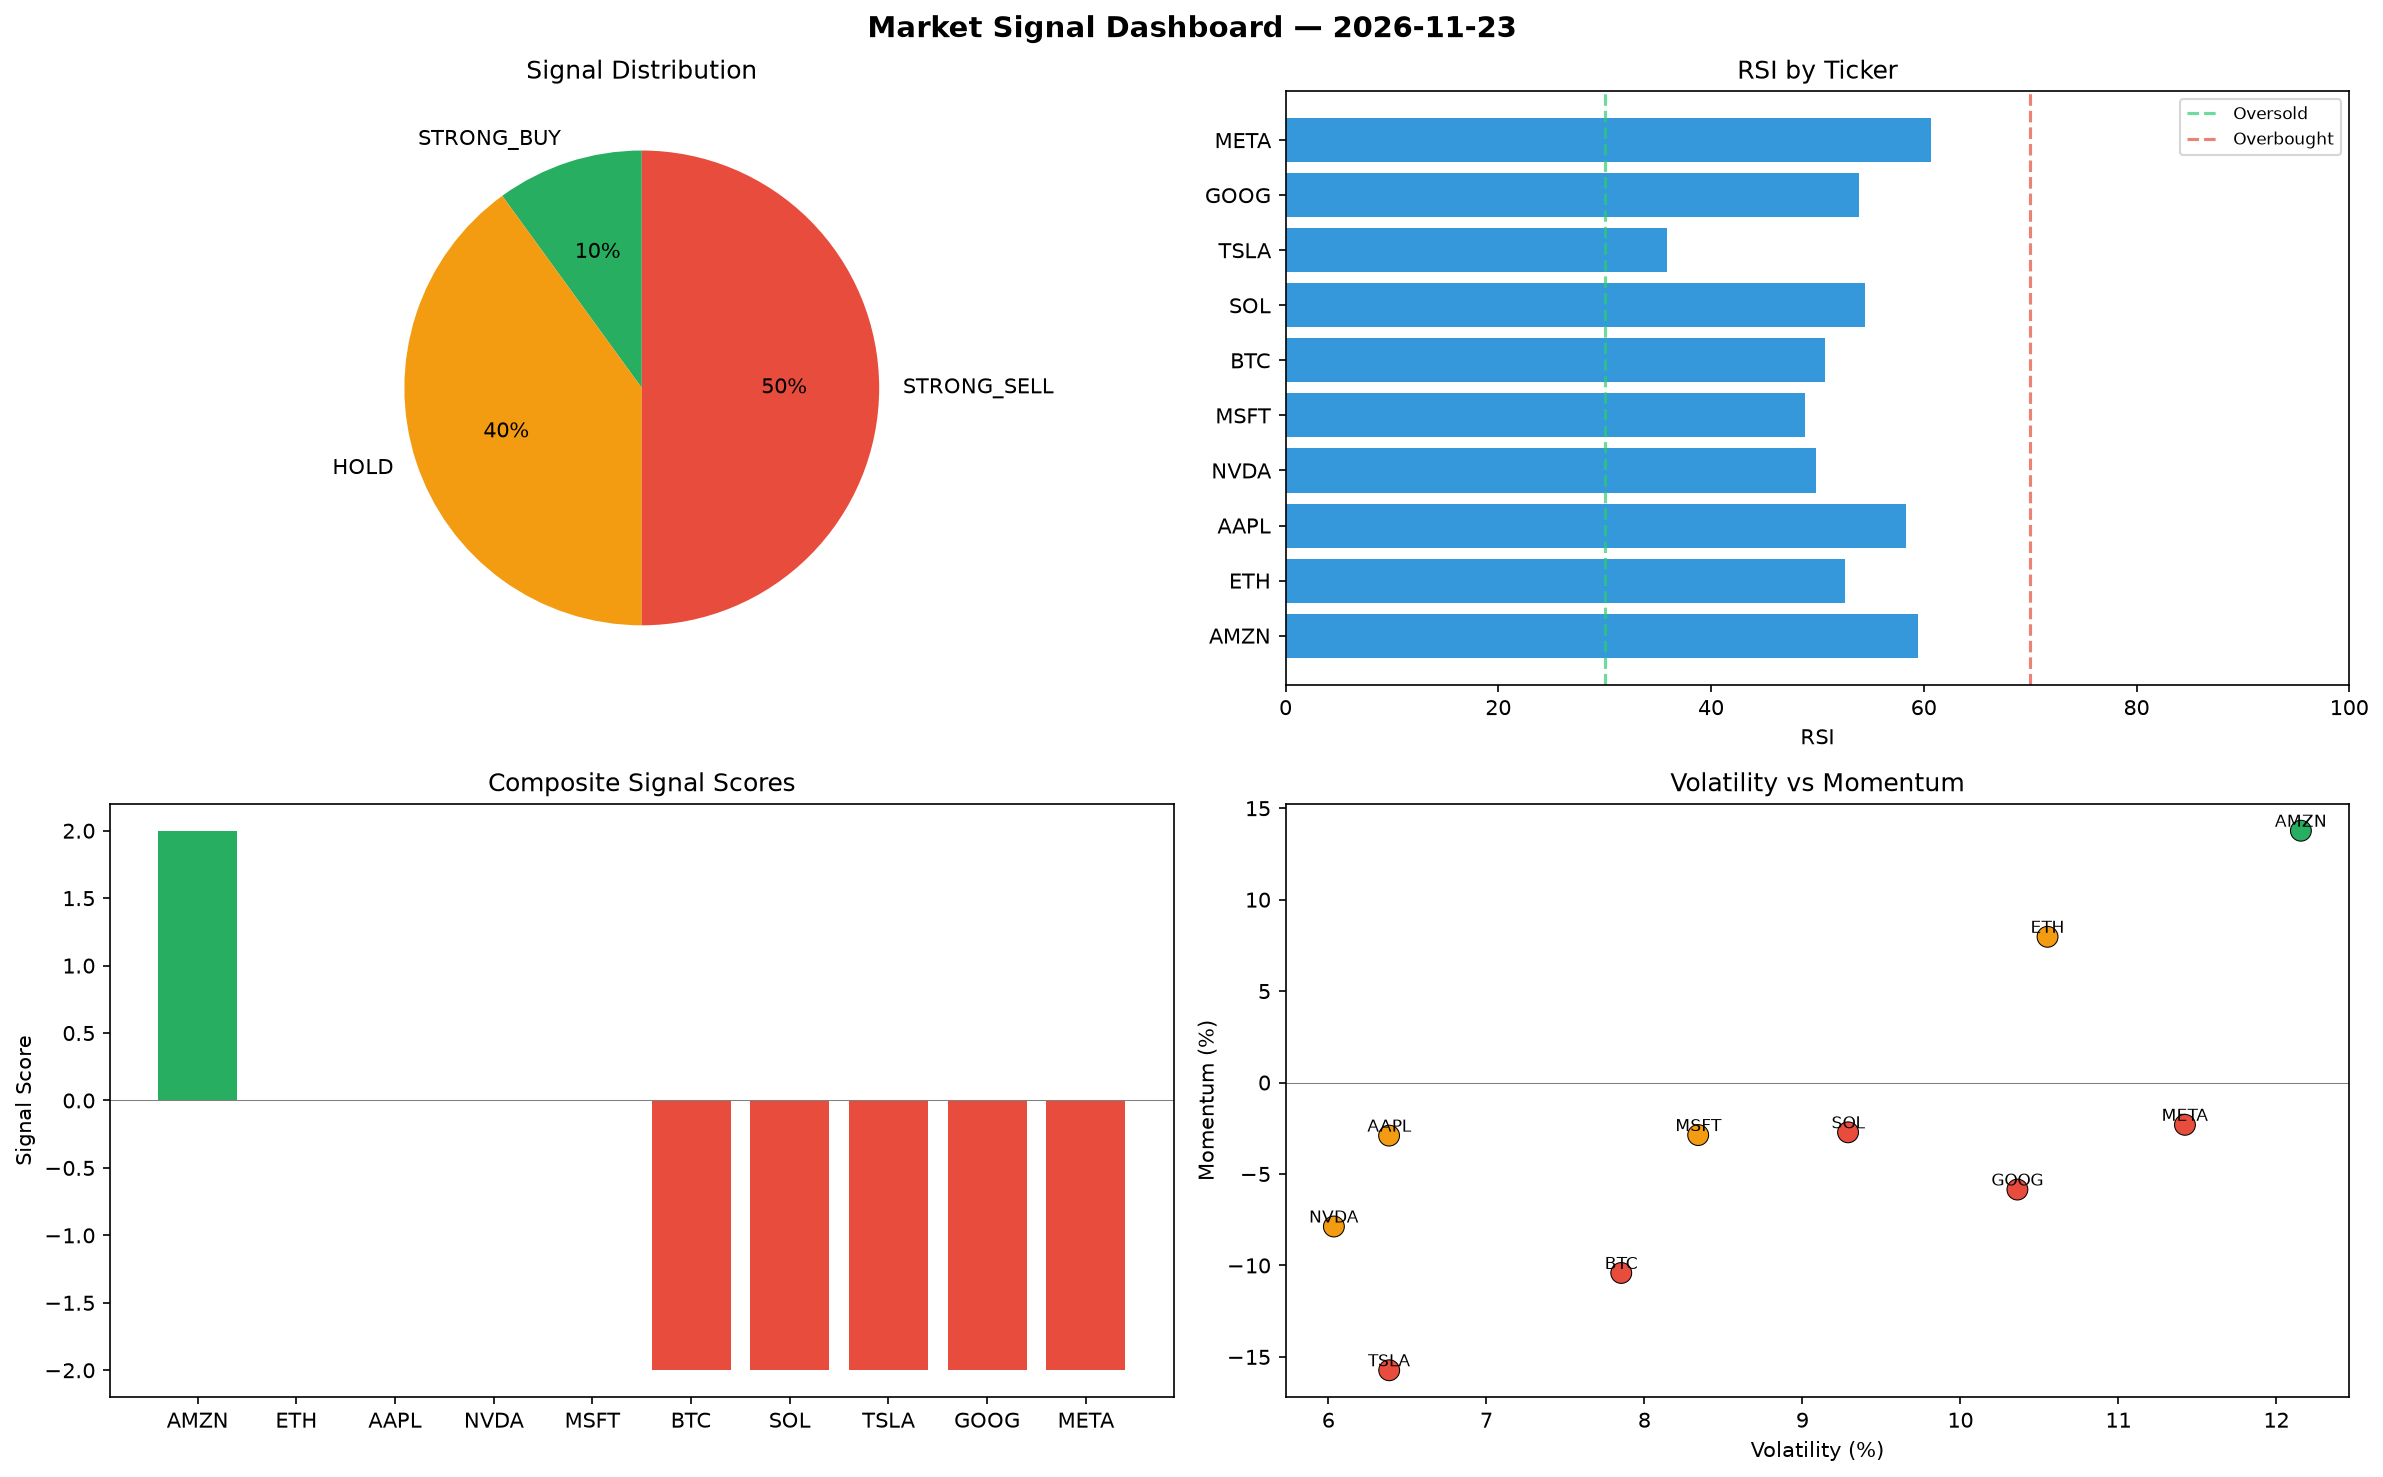 Market Signal Dashboard — 2026-11-23
Signal Distribution
STRONG_BUY
10%
50%
STRONG_SELL
40%
HOLD
RSI by Ticker
Oversold
Overbought
META
GOOG
TSLA
SOL
BTC
MSFT
NVDA
AAPL
ETH
AMZN
0 20 40 60 80 100
RSI
Composite Signal Scores
Signal Score
2.0
1.5
1.0
0.5
0.0
−0.5
−1.0
−1.5
−2.0
AMZN ETH AAPL NVDA MSFT BTC SOL TSLA GOOG META
Volatility vs Momentum
Momentum (%)
15
10
5
0
−5
−10
−15
AMZN
ETH
META
AAPL MSFT SOL
GOOG
NVDA
BTC
TSLA
6 7 8 9 10 11 12
Volatility (%)